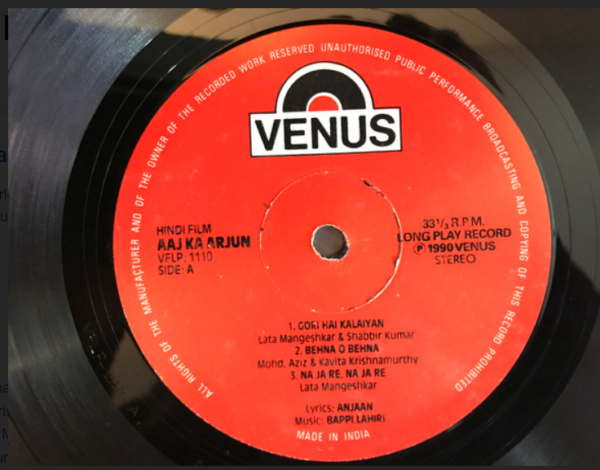 ALL RIGHTS OF THE MANUFACTURER AND OF THE OWNER OF THE RECORDED WORK RESERVED UNAUTHORISED PUBLIC PERFORMANCE BROADCASTING AND COPYING OF THIS RECORD PROHIBITED
VENUS
HINDI FILM
AAJ KA ARJUN
VFLP. 1110
SIDE: A
33 1/3 R.P.M.
LONG PLAY RECORD
℗ 1990 VENUS
STEREO
1. GORI HAI KALAIYAN
Lata Mangeshkar & Shabbir Kumar
2. BEHNA O BEHNA
Mohd. Aziz & Kavita Krishnamurthy
3. NA JA RE, NA JA RE
Lata Mangeshkar
Lyrics: ANJAAN
Music: BAPPI LAHIRI
MADE IN INDIA